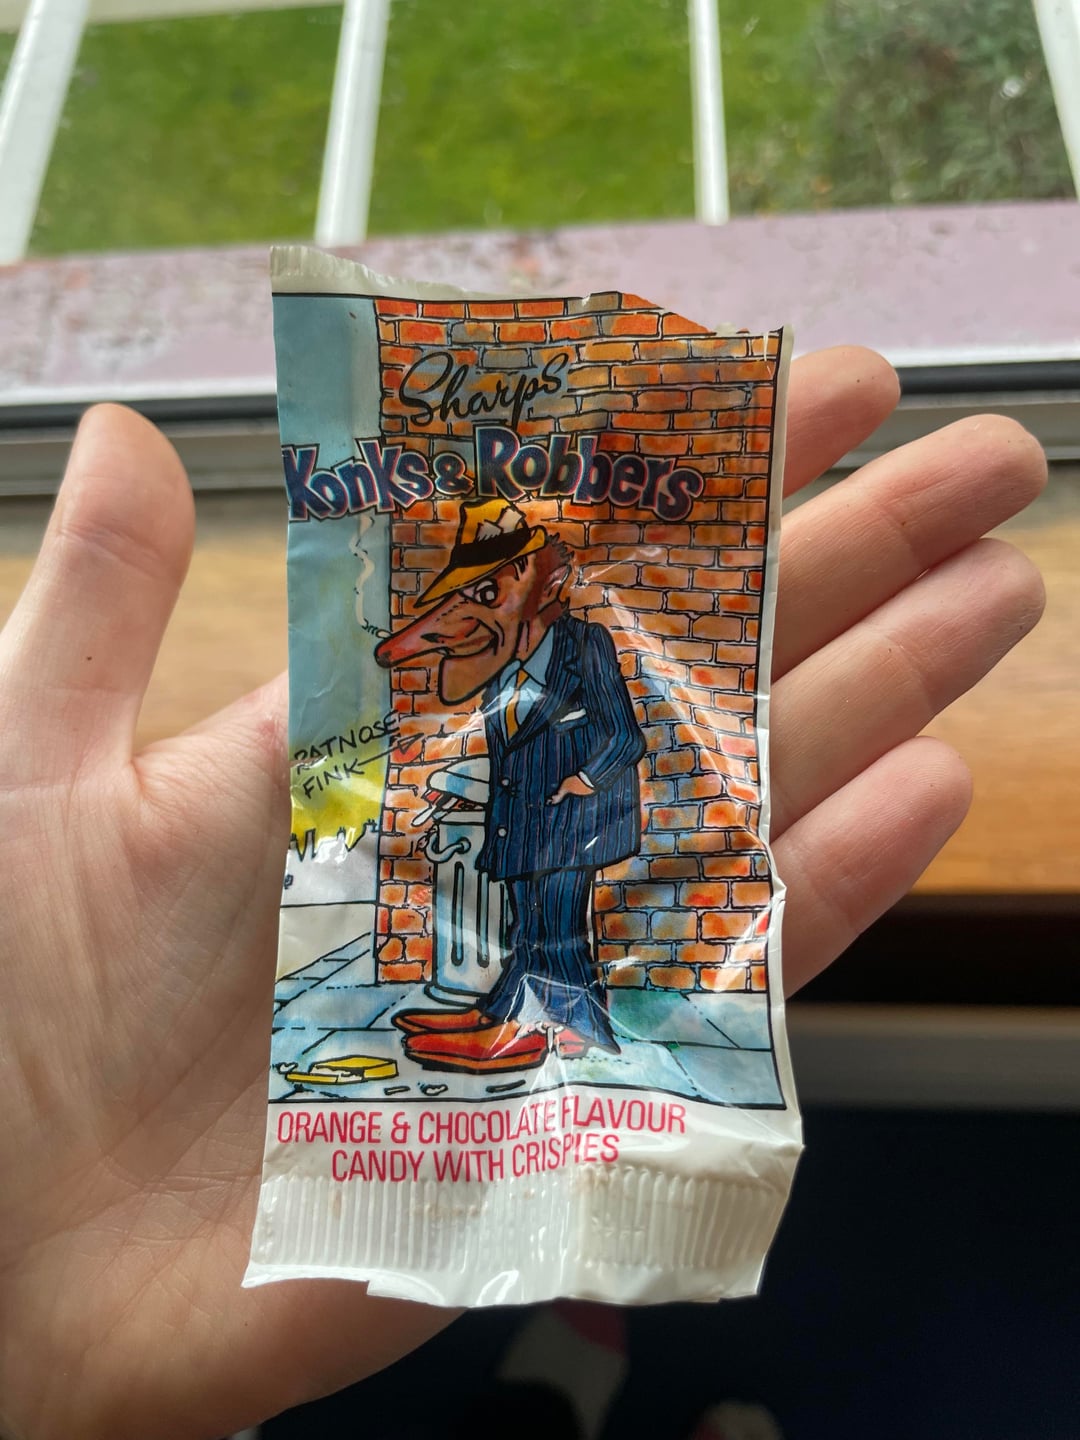 Sharps
Konks & Robbers
RATNOSE
FINK
ORANGE & CHOCOLATE FLAVOUR
CANDY WITH CRISPIES